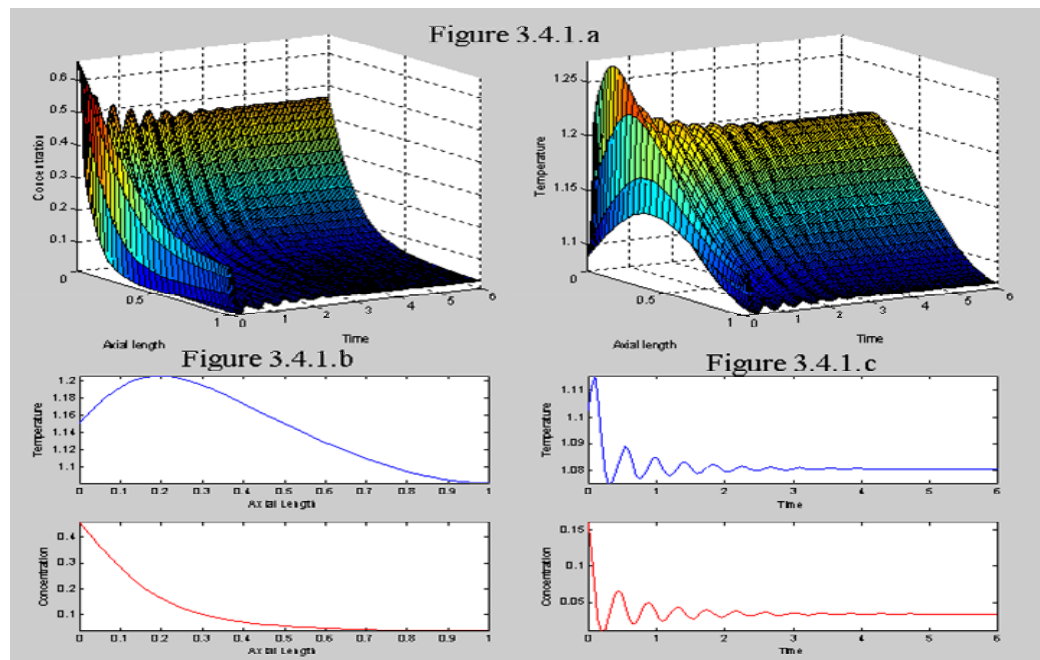 Figure 3.4.1.a
0.6
0.5
0.4
0.3
0.2
0.1
0
Concentration
0.5
1
Axial length
0
1
2
3
4
5
6
Time
1.25
1.2
1.15
1.1
0
Temperature
0.5
1
Axial length
0
1
2
3
4
5
6
Time
Figure 3.4.1.b
1.2
1.18
1.16
1.14
1.12
1.1
Temperature
0 0.1 0.2 0.3 0.4 0.5 0.6 0.7 0.8 0.9 1
Axial Length
0.4
0.3
0.2
0.1
Concentration
0 0.1 0.2 0.3 0.4 0.5 0.6 0.7 0.8 0.9 1
Axial Length
Figure 3.4.1.c
1.11
1.1
1.09
1.08
Temperature
0 1 2 3 4 5 6
Time
0.15
0.1
0.05
Concentration
0 1 2 3 4 5 6
Time